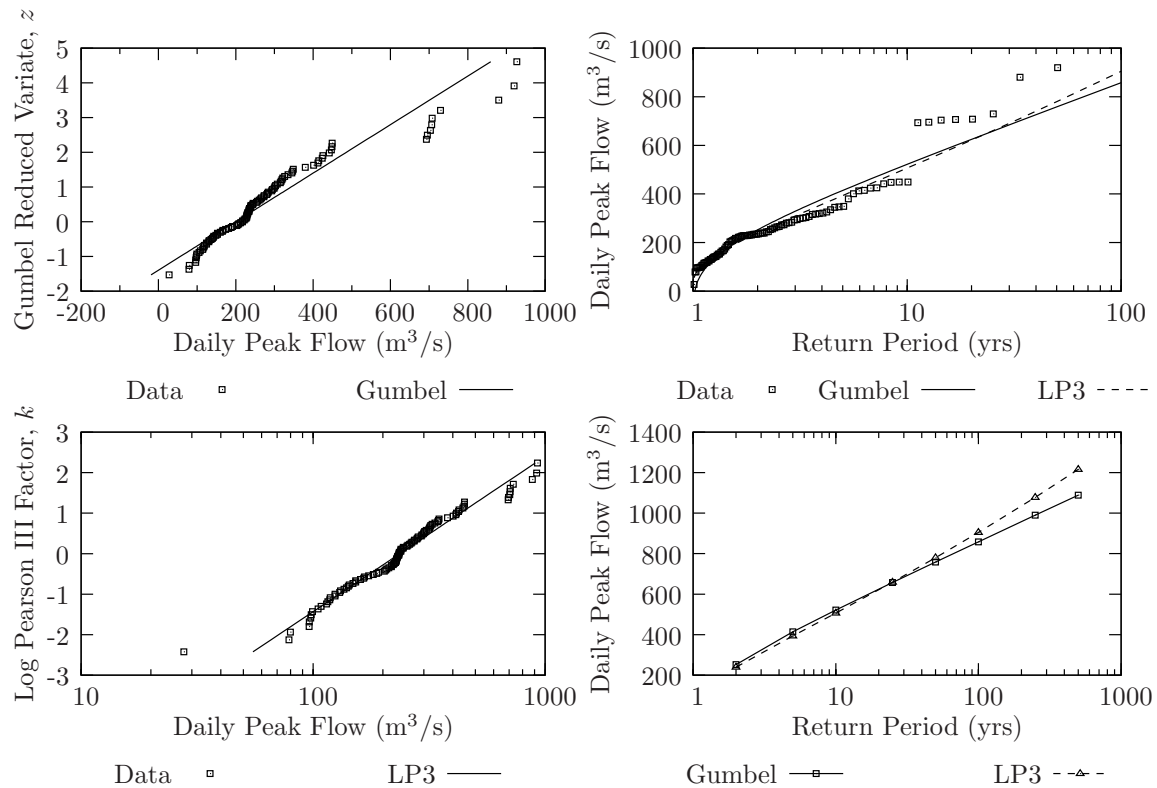 Gumbel Reduced Variate, z
5
4
3
2
1
0
-1
-2
-200
0
200
400
600
800
1000
Daily Peak Flow (m³/s)
Data
Gumbel
Daily Peak Flow (m³/s)
1000
800
600
400
200
0
1
10
100
Return Period (yrs)
Data
Gumbel
LP3
Log Pearson III Factor, k
3
2
1
0
-1
-2
-3
10
100
1000
Daily Peak Flow (m³/s)
Data
LP3
Daily Peak Flow (m³/s)
1400
1200
1000
800
600
400
200
1
10
100
1000
Return Period (yrs)
Gumbel
LP3